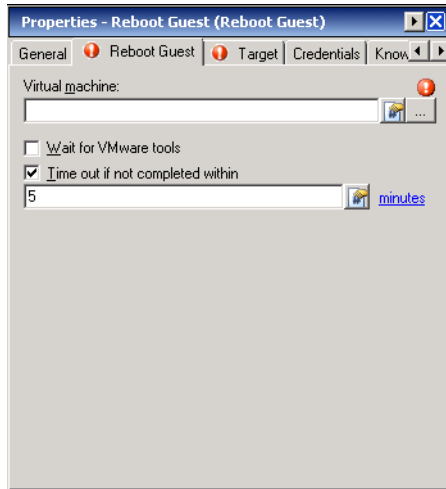 Properties - Reboot Guest (Reboot Guest)
General Reboot Guest Target Credentials Know
Virtual machine:
...
Wait for VMware tools
Time out if not completed within
5 minutes